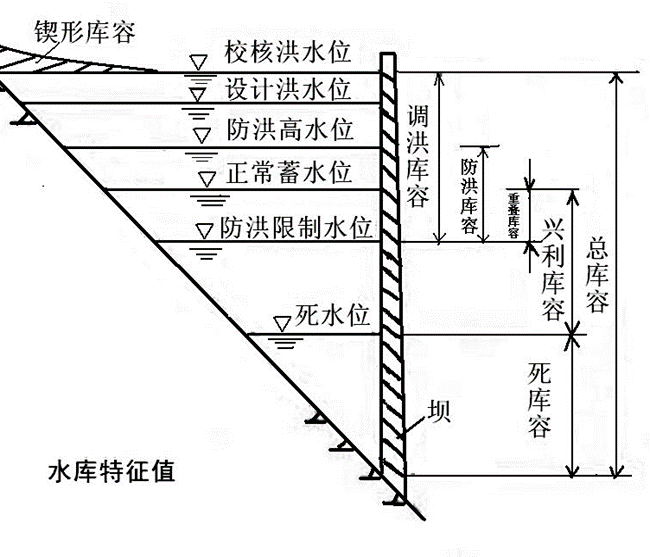 锲形库容
校核洪水位
设计洪水位
防洪高水位
正常蓄水位
防洪限制水位
死水位
调洪库容
防洪库容
重叠库容
兴利库容
总库容
死库容
坝
水库特征值